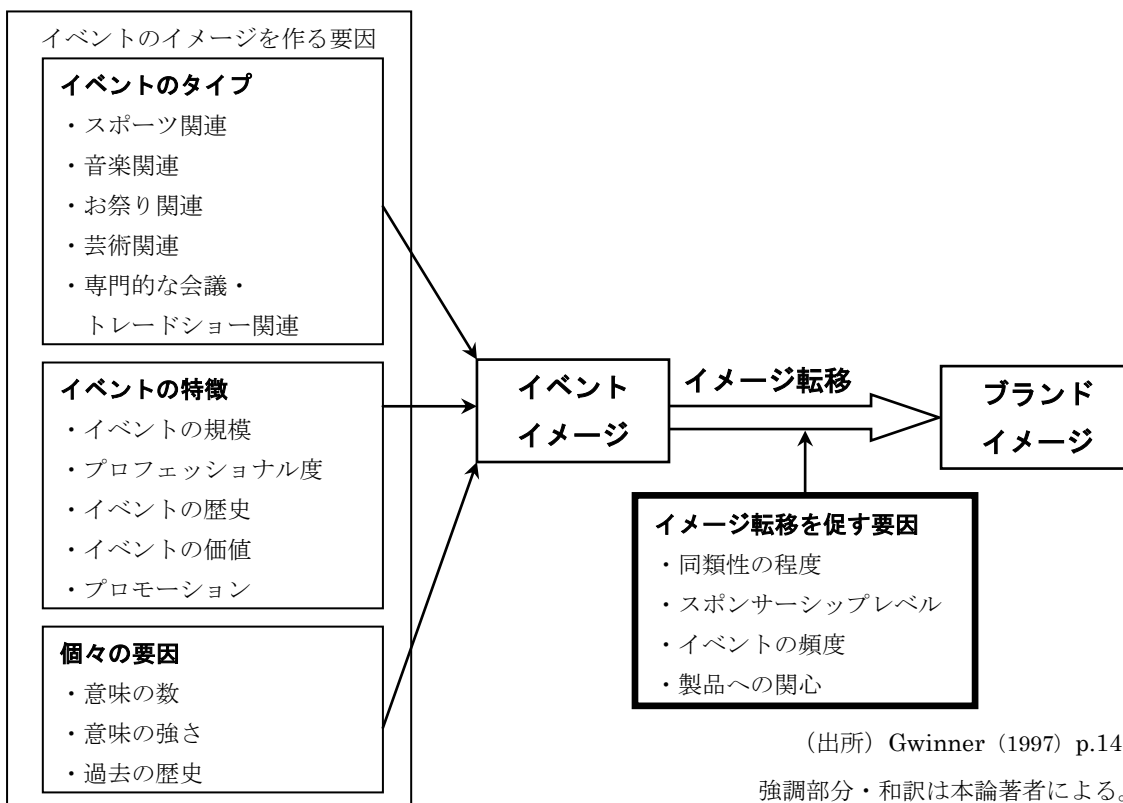 イベントのイメージを作る要因
イベントのタイプ
・スポーツ関連
・音楽関連
・お祭り関連
・芸術関連
・専門的な会議・
トレードショー関連
イベントの特徴
・イベントの規模
・プロフェッショナル度
・イベントの歴史
・イベントの価値
・プロモーション
個々の要因
・意味の数
・意味の強さ
・過去の歴史
イベント
イメージ
イメージ転移
ブランド
イメージ
イメージ転移を促す要因
・同類性の程度
・スポンサーシップレベル
・イベントの頻度
・製品への関心
（出所）Gwinner（1997）p.14
強調部分・和訳は本論著者による。